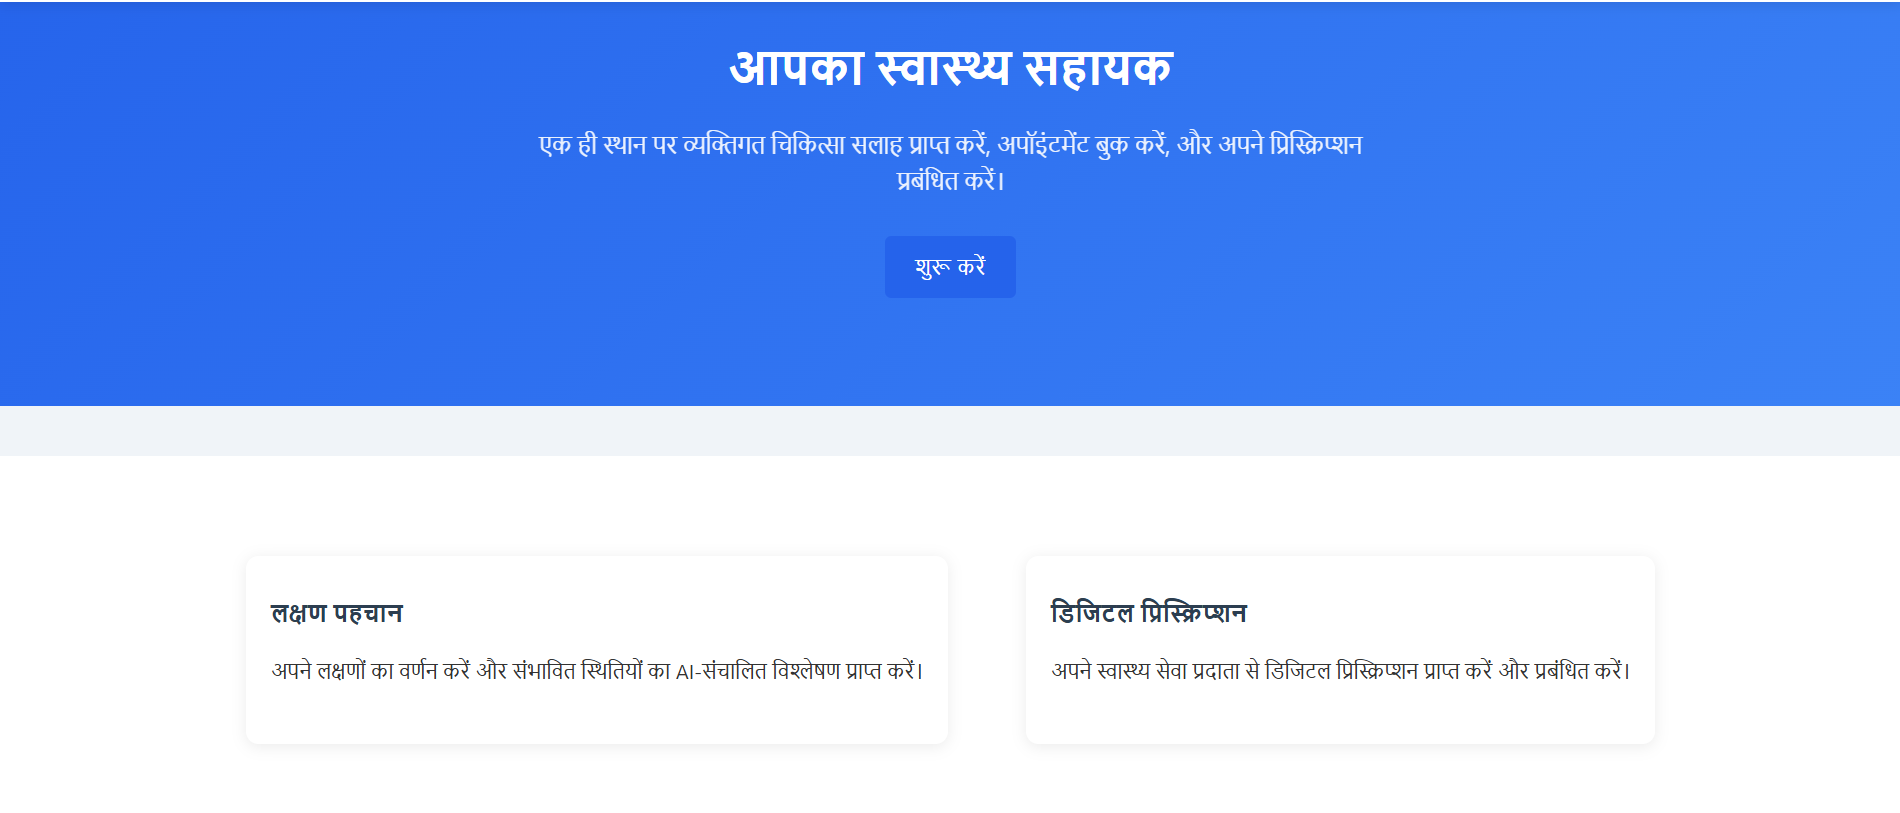 आपका स्वास्थ्य सहायक
एक ही स्थान पर व्यक्तिगत चिकित्सा सलाह प्राप्त करें, अपॉइंटमेंट बुक करें, और अपने प्रिस्क्रिप्शन
प्रबंधित करें।
शुरू करें
लक्षण पहचान
अपने लक्षणों का वर्णन करें और संभावित स्थितियों का AI-संचालित विश्लेषण प्राप्त करें।
डिजिटल प्रिस्क्रिप्शन
अपने स्वास्थ्य सेवा प्रदाता से डिजिटल प्रिस्क्रिप्शन प्राप्त करें और प्रबंधित करें।